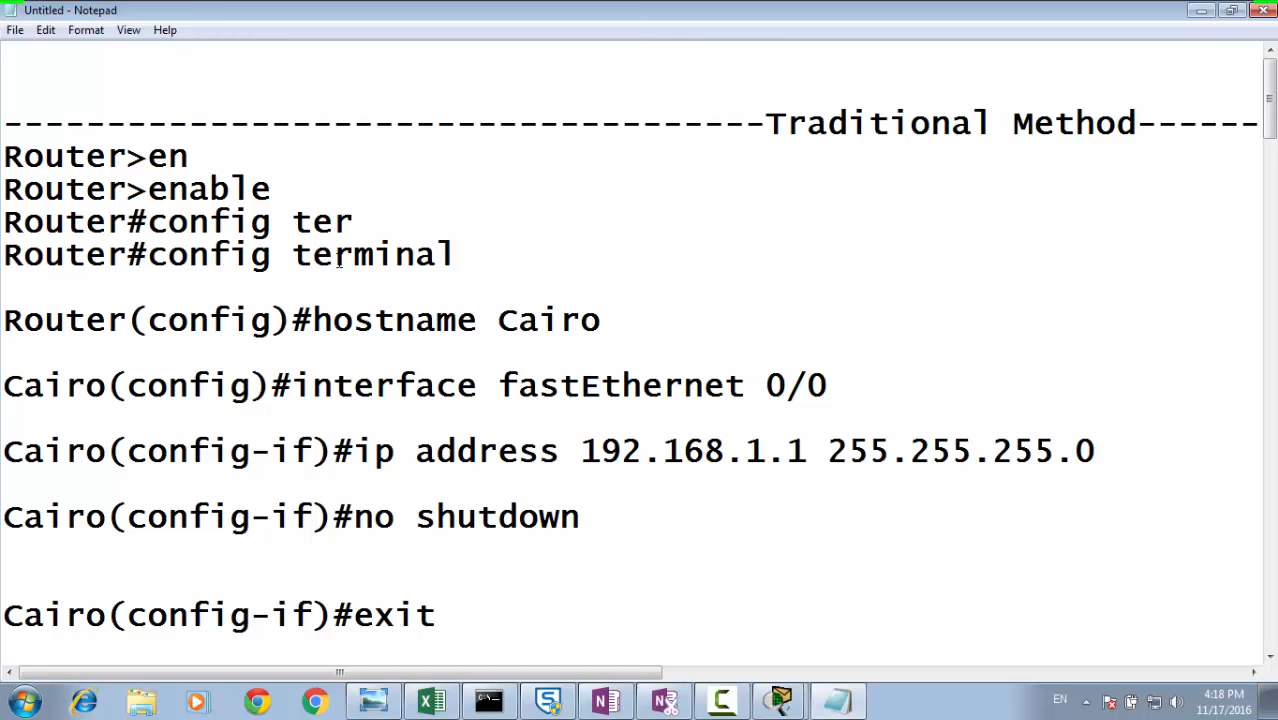 Untitled - Notepad
File Edit Format View Help
-------------------------------------Traditional Method------
Router>en
Router>enable
Router#config ter
Router#config terminal
Router(config)#hostname Cairo
Cairo(config)#interface fastEthernet 0/0
Cairo(config-if)#ip address 192.168.1.1 255.255.255.0
Cairo(config-if)#no shutdown
Cairo(config-if)#exit
EN
4:18 PM
11/17/2016